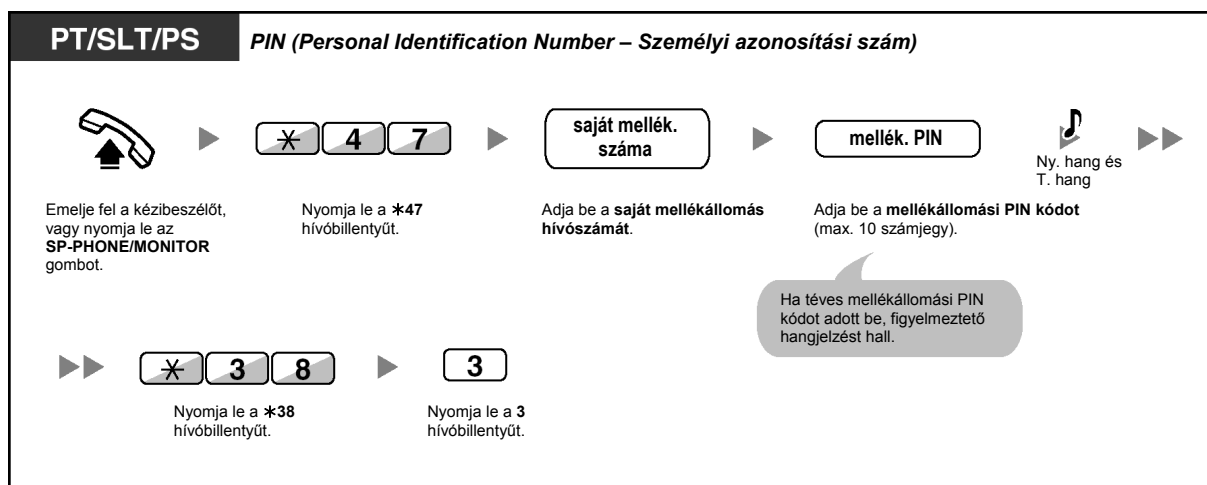 PT/SLT/PS
PIN (Personal Identification Number – Személyi azonosítási szám)
∗ 4 7
saját mellék.
száma
mellék. PIN
Ny. hang és
T. hang
Emelje fel a kézibeszélőt,
vagy nyomja le az
SP-PHONE/MONITOR
gombot.
Nyomja le a ∗47
hívóbillentyűt.
Adja be a saját mellékállomás
hívószámát.
Adja be a mellékállomási PIN kódot
(max. 10 számjegy).
Ha téves mellékállomási PIN
kódot adott be, figyelmeztető
hangjelzést hall.
∗ 3 8
3
Nyomja le a ∗38
hívóbillentyűt.
Nyomja le a 3
hívóbillentyűt.